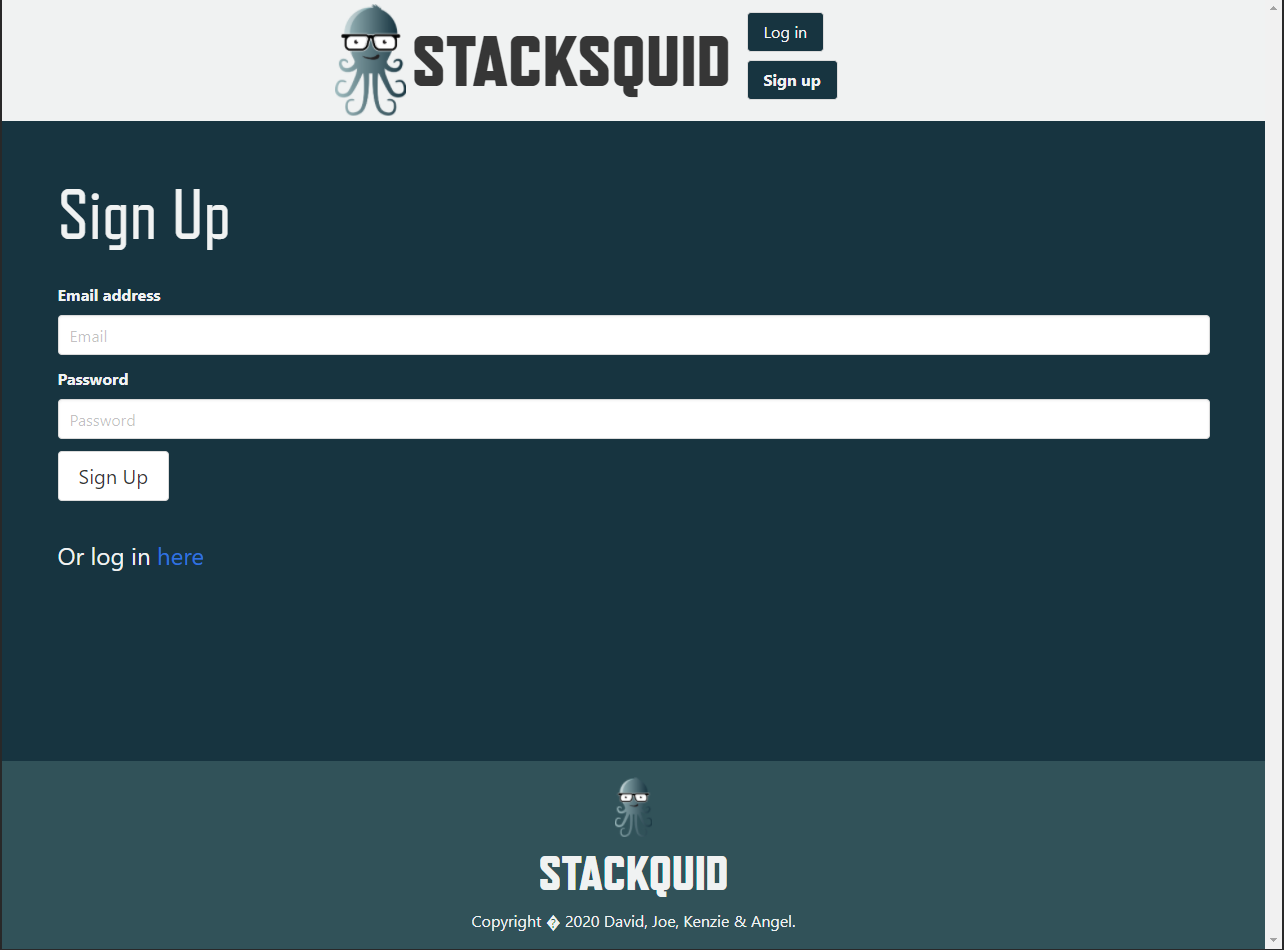 STACKSQUID
Log in
Sign up
Sign Up
Email address
Email
Password
Password
Sign Up
Or log in here
STACKQUID
Copyright � 2020 David, Joe, Kenzie & Angel.